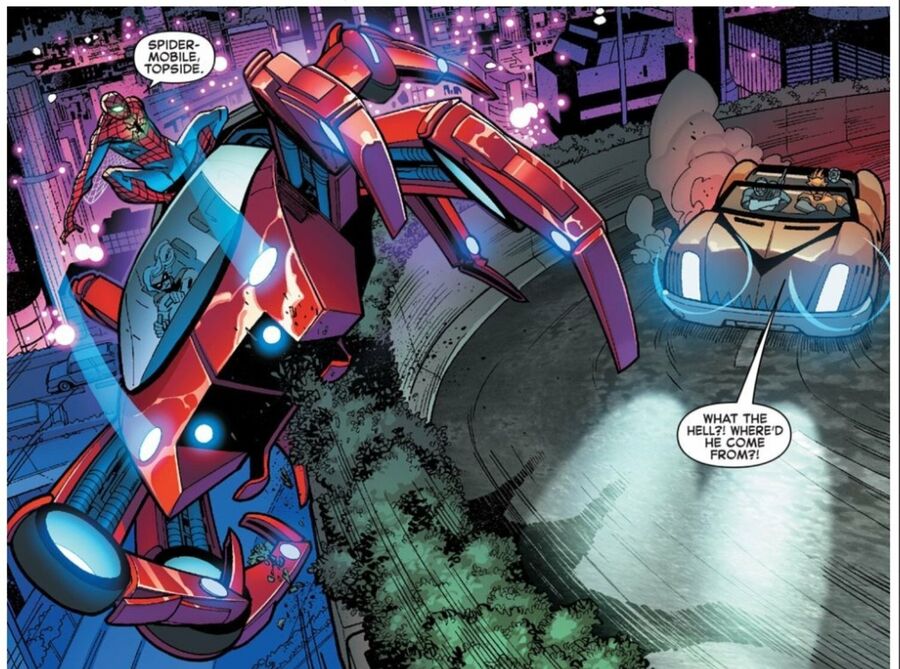 SPIDER-
MOBILE,
TOPSIDE.
WHAT THE
HELL?! WHERE'D
HE COME
FROM?!